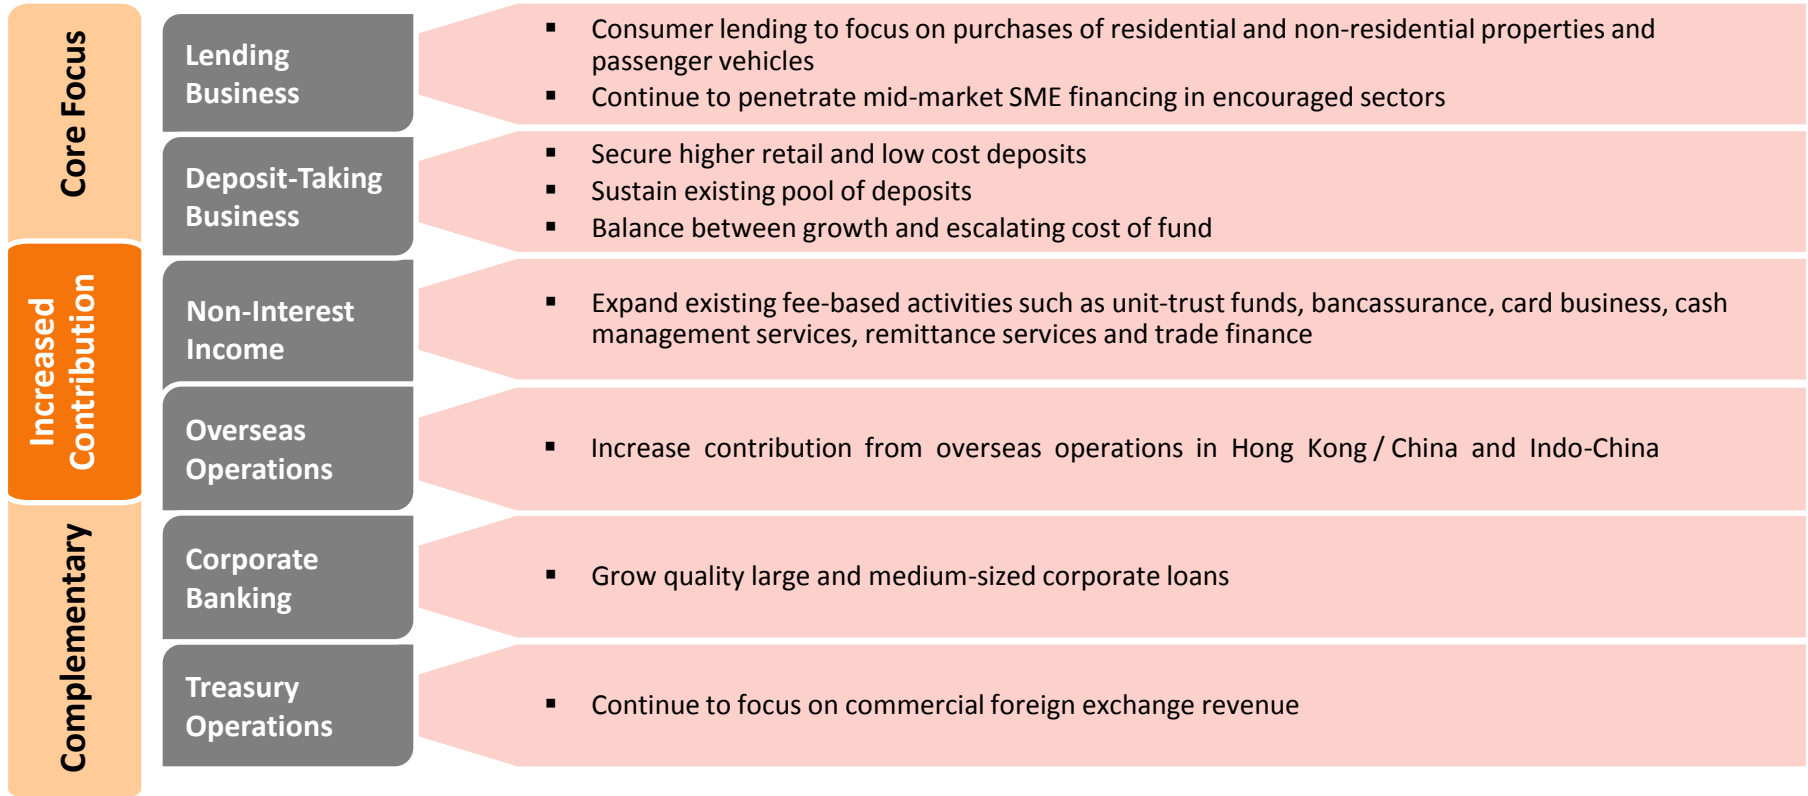 Core Focus
Lending
Business
▪ Consumer lending to focus on purchases of residential and non-residential properties and
passenger vehicles
▪ Continue to penetrate mid-market SME financing in encouraged sectors
Deposit-Taking
Business
▪ Secure higher retail and low cost deposits
▪ Sustain existing pool of deposits
▪ Balance between growth and escalating cost of fund
Increased
Contribution
Non-Interest
Income
▪ Expand existing fee-based activities such as unit-trust funds, bancassurance, card business, cash
management services, remittance services and trade finance
Overseas
Operations
▪ Increase contribution from overseas operations in Hong Kong / China and Indo-China
Complementary
Corporate
Banking
▪ Grow quality large and medium-sized corporate loans
Treasury
Operations
▪ Continue to focus on commercial foreign exchange revenue